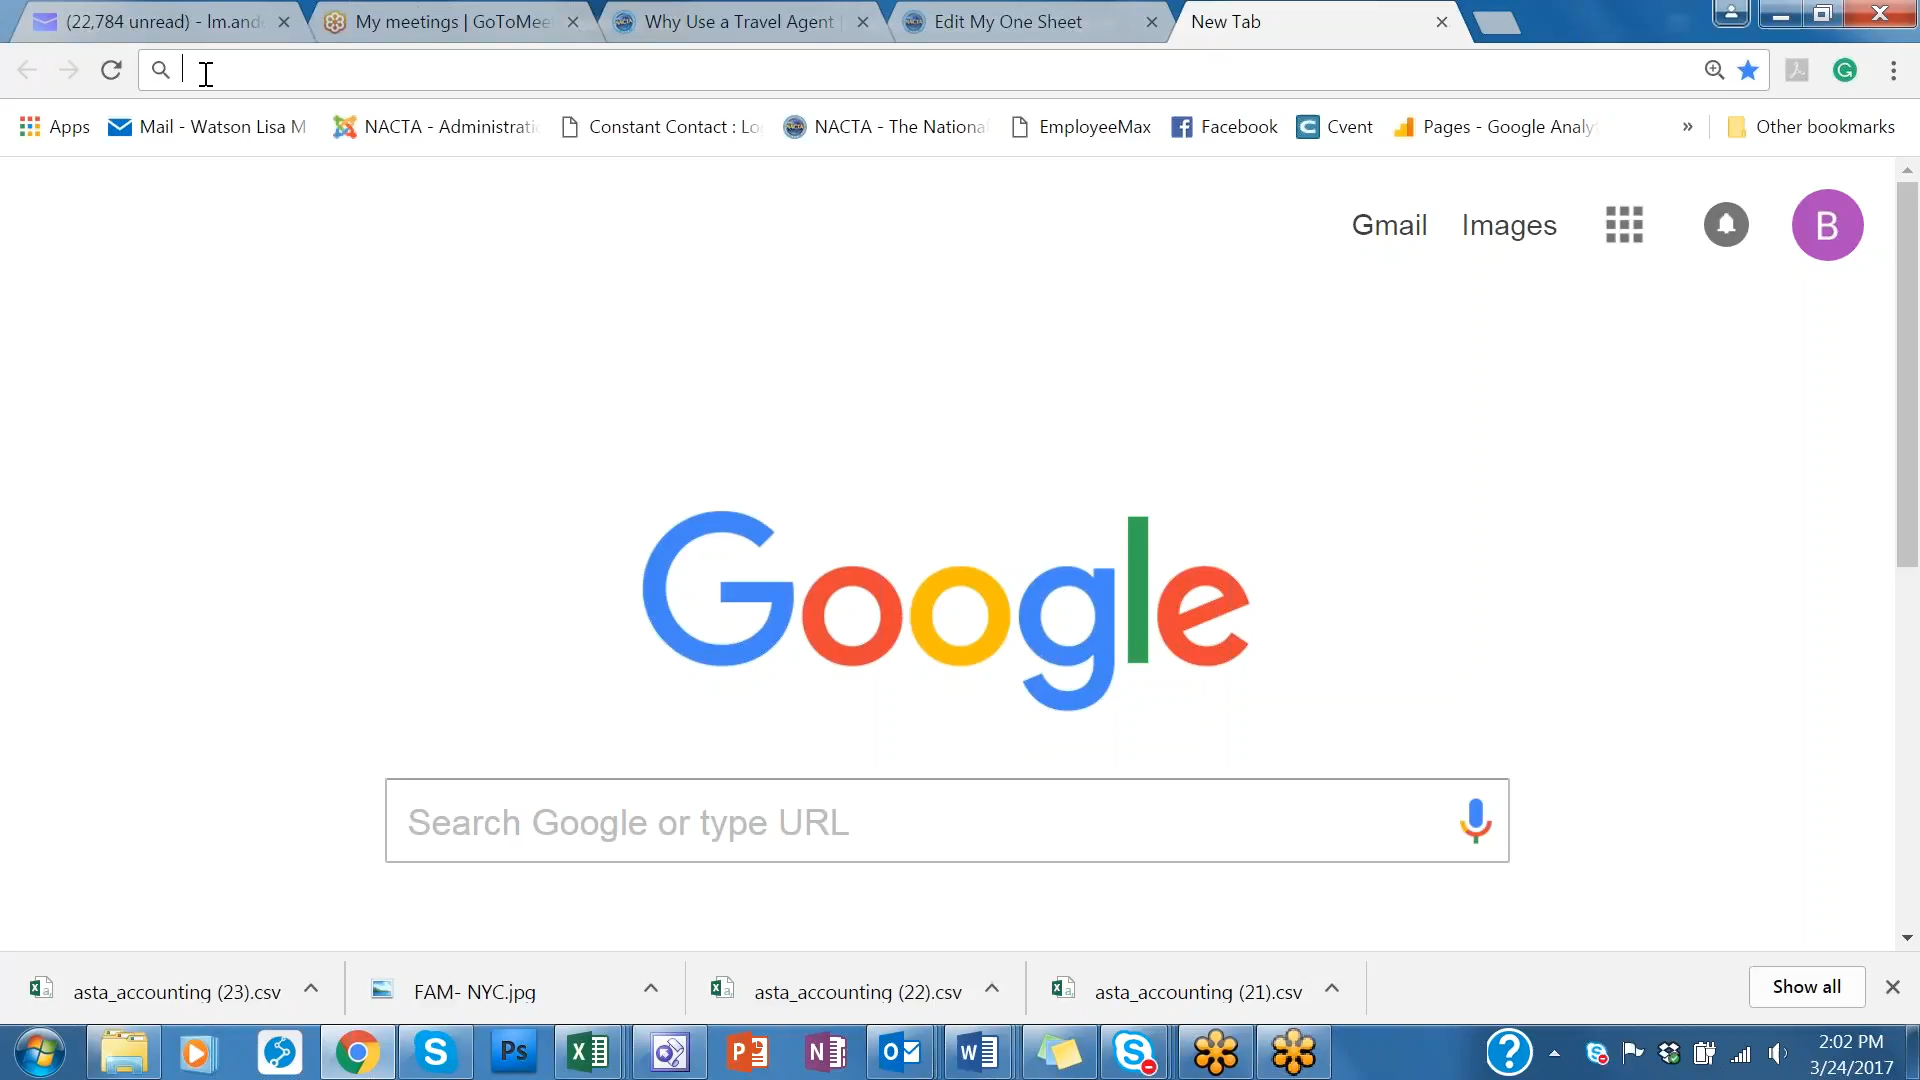 (22,784 unread) - lm.and
My meetings | GoToMee
Why Use a Travel Agent |
Edit My One Sheet
New Tab
Apps
Mail - Watson Lisa M
NACTA - Administrati
Constant Contact : Lo
NACTA - The National
EmployeeMax
Facebook
Cvent
Pages - Google Analyt
»
Other bookmarks
Gmail
Images
B
Google
Search Google or type URL
asta_accounting (23).csv
FAM- NYC.jpg
asta_accounting (22).csv
asta_accounting (21).csv
Show all
2:02 PM
3/24/2017